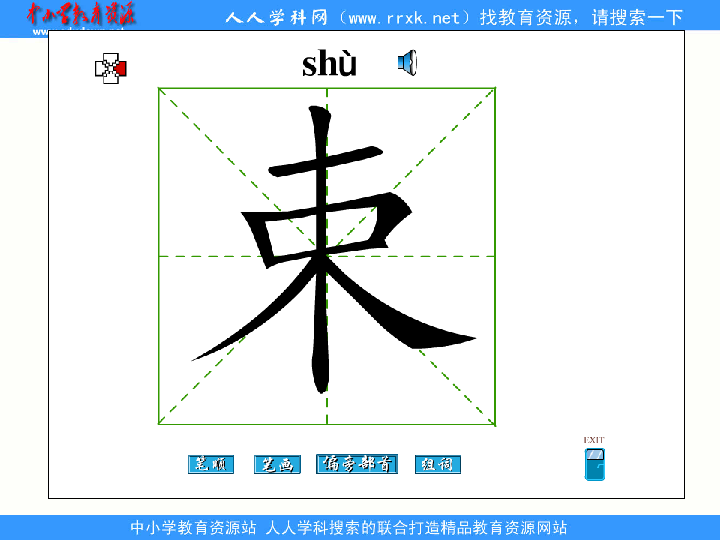 中小学教育资源
人人学科网（www.rrxk.net）找教育资源，请搜索一下
shù
束
EXIT
笔顺 笔画 偏旁部首 组词
中小学教育资源站 人人学科搜索的联合打造精品教育资源网站